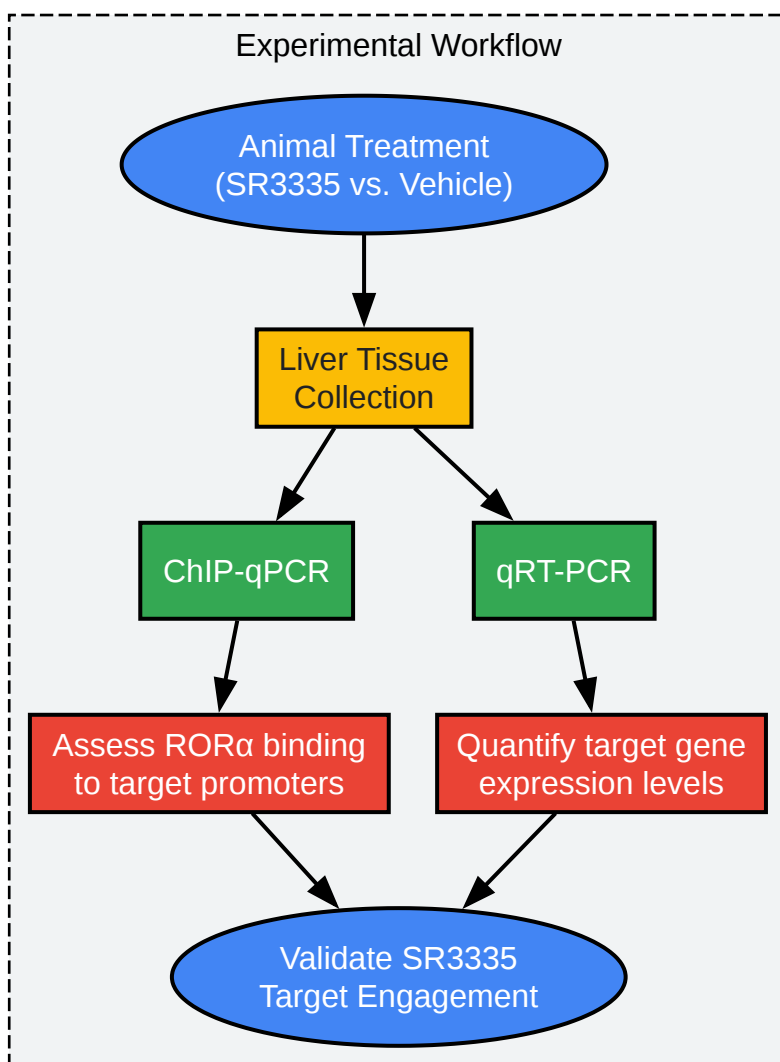 Experimental Workflow
Animal Treatment
(SR3335 vs. Vehicle)
Liver Tissue
Collection
ChIP-qPCR
qRT-PCR
Assess RORα binding
to target promoters
Quantify target gene
expression levels
Validate SR3335
Target Engagement